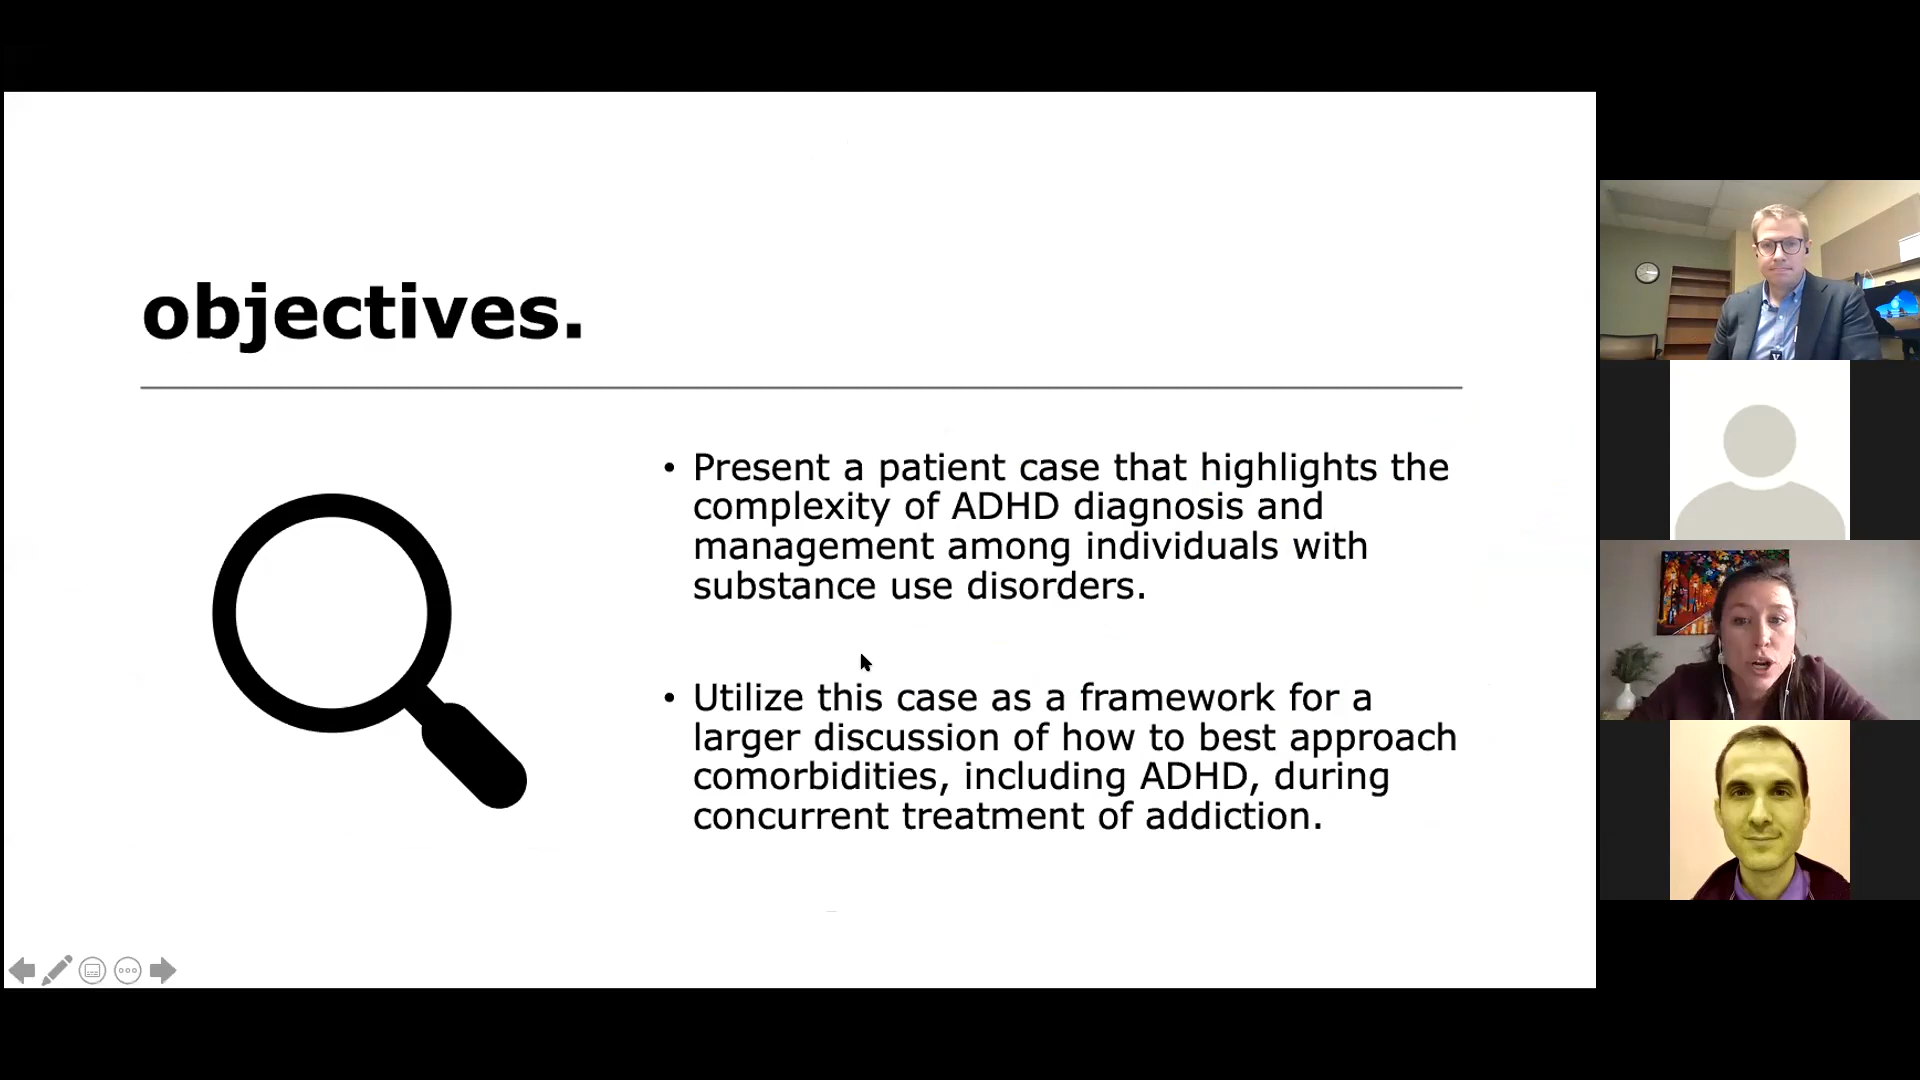 objectives.
• Present a patient case that highlights the
complexity of ADHD diagnosis and
management among individuals with
substance use disorders.
• Utilize this case as a framework for a
larger discussion of how to best approach
comorbidities, including ADHD, during
concurrent treatment of addiction.